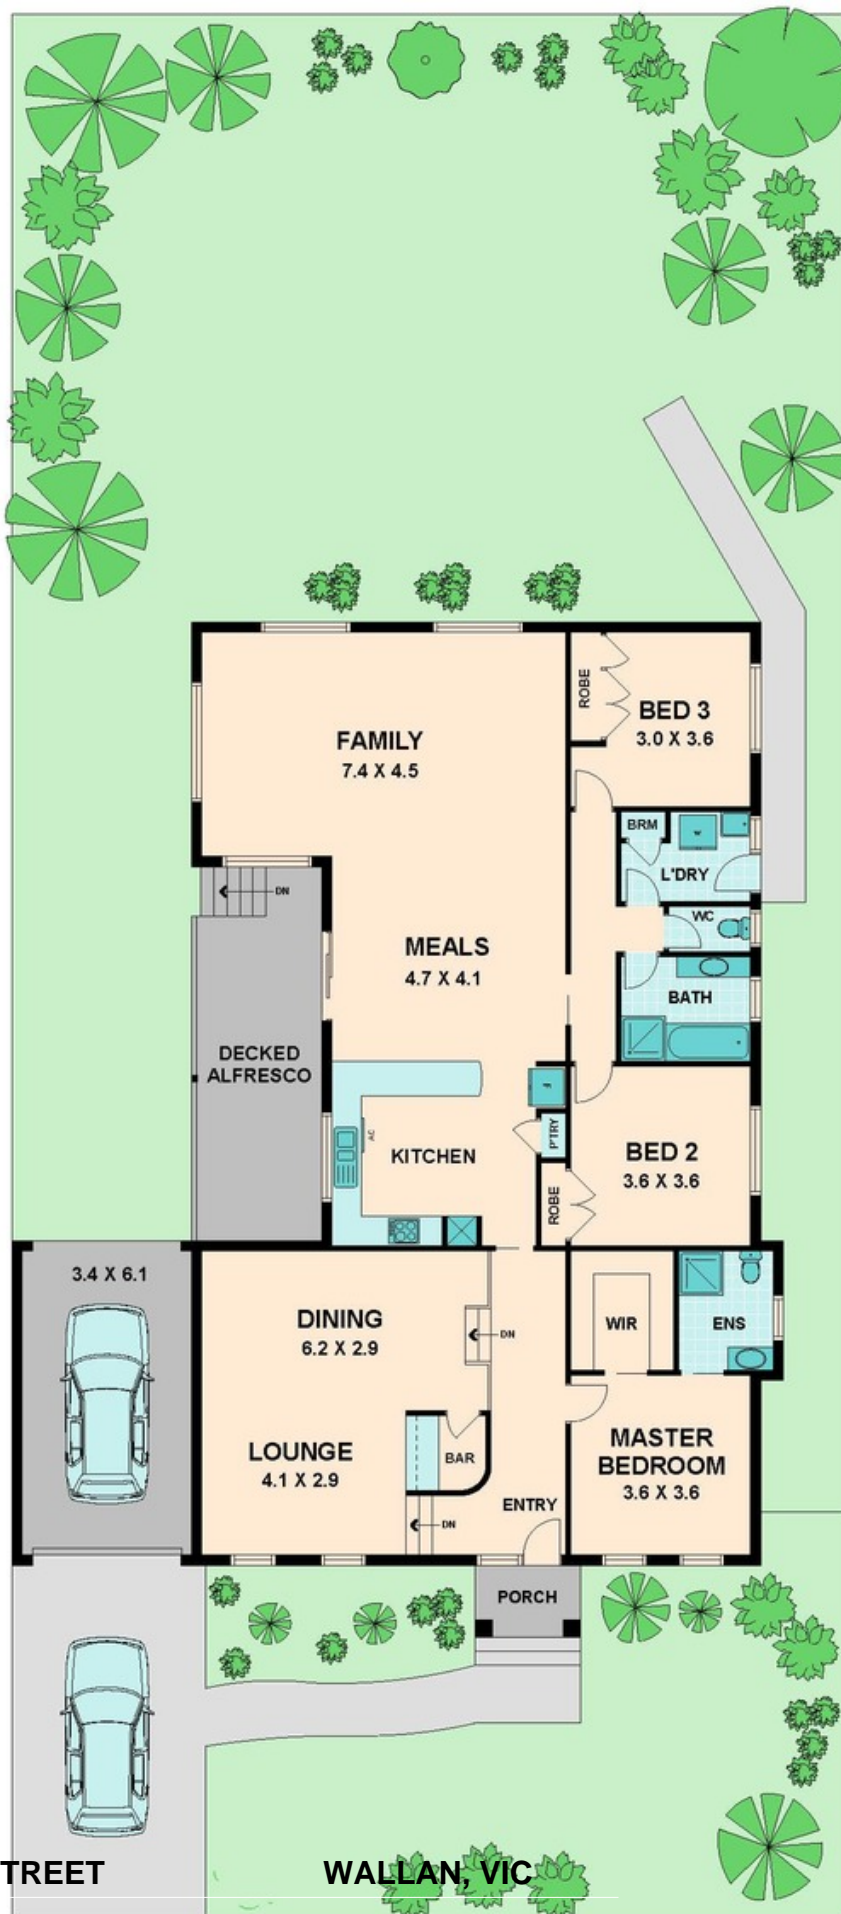 ROBE
BED 3
3.0 X 3.6
FAMILY
7.4 X 4.5
BRM
W
L'DRY
DN
WC
MEALS
4.7 X 4.1
BATH
DECKED
ALFRESCO
F
AC
P'TRY
KITCHEN
BED 2
3.6 X 3.6
ROBE
3.4 X 6.1
DINING
6.2 X 2.9
DN
WIR
ENS
LOUNGE
4.1 X 2.9
BAR
MASTER
BEDROOM
3.6 X 3.6
ENTRY
DN
PORCH
TREET WALLAN, VIC